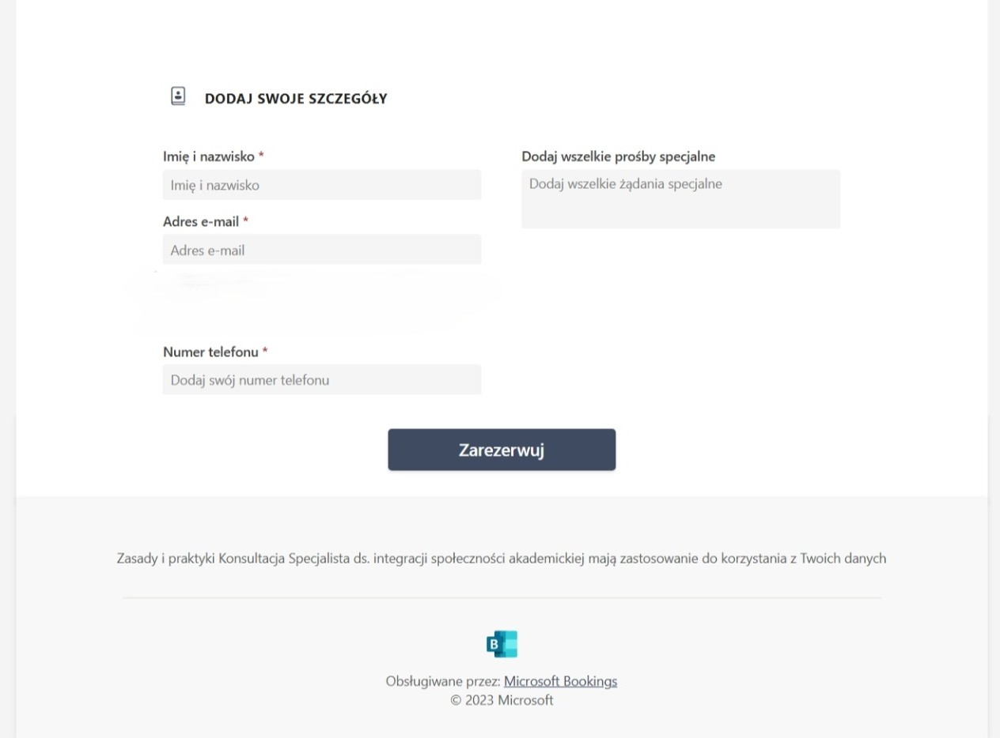 DODAJ SWOJE SZCZEGÓŁY
Imię i nazwisko *
Imię i nazwisko
Adres e-mail *
Adres e-mail
Numer telefonu *
Dodaj swój numer telefonu
Dodaj wszelkie prośby specjalne
Dodaj wszelkie żądania specjalne
Zarezerwuj
Zasady i praktyki Konsultacja Specjalista ds. integracji społeczności akademickiej mają zastosowanie do korzystania z Twoich danych
B
Obsługiwane przez: Microsoft Bookings
© 2023 Microsoft